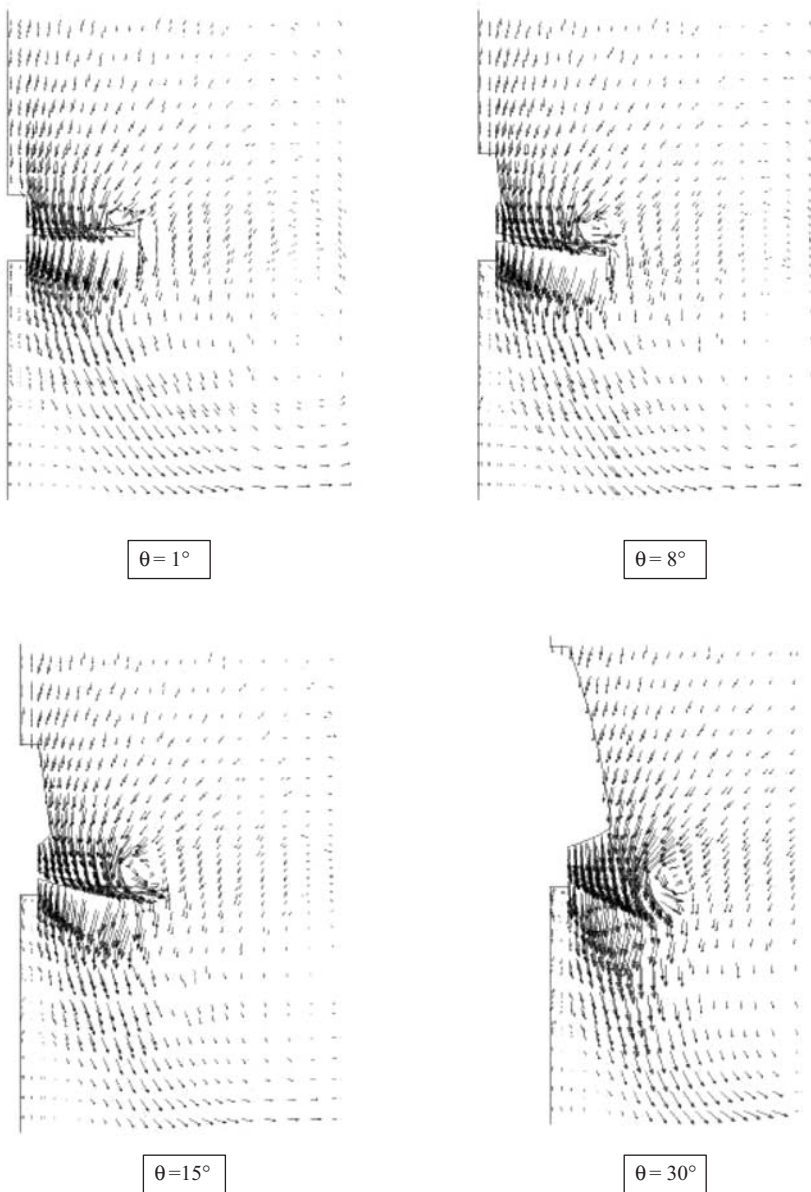 θ = 1°
θ = 8°
θ =15°
θ = 30°